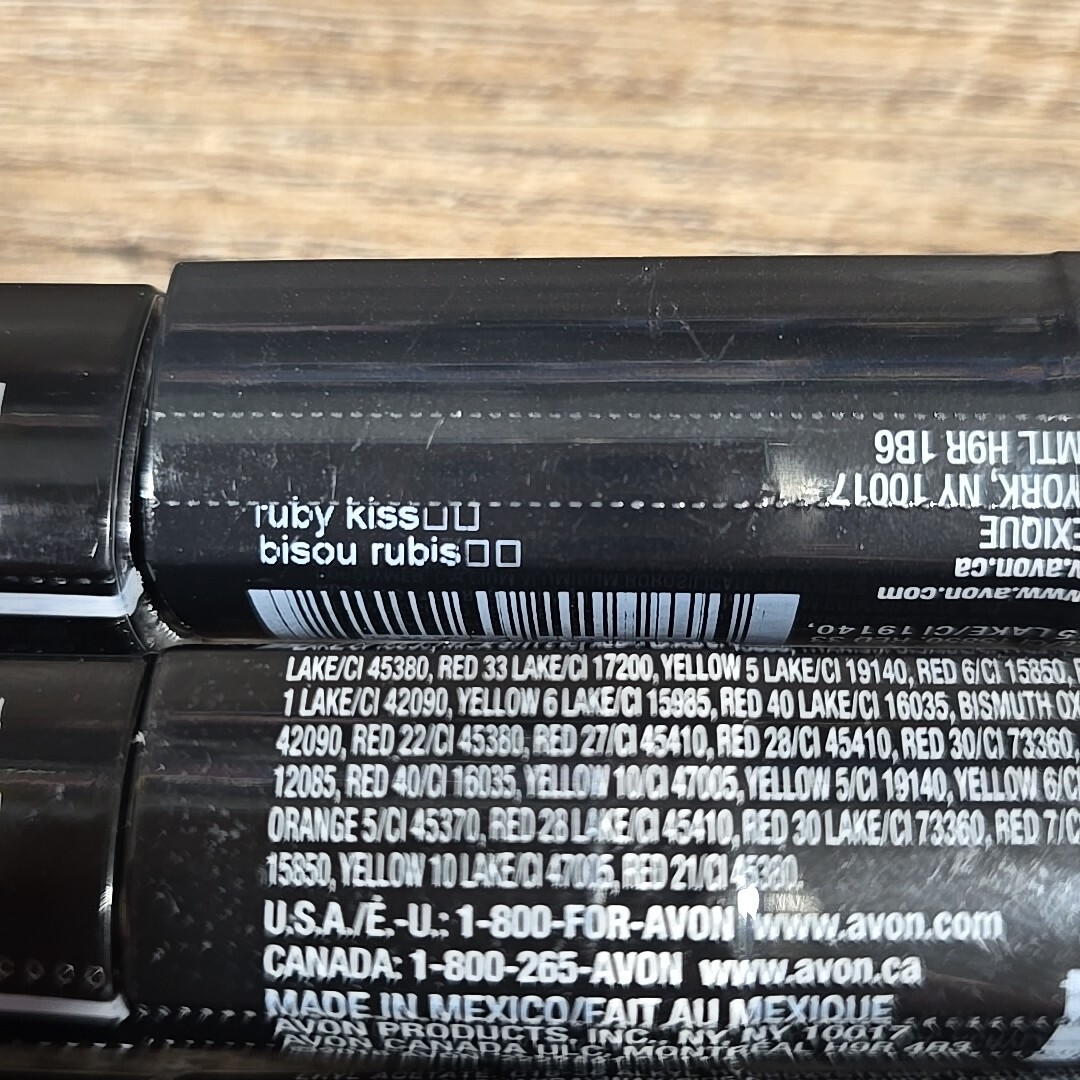 ruby kiss□□
bisou rubis□□
MTL H9R 1B6
YORK, NY 10017
EXIQUE
w.avon.ca
www.avon.com
5 LAKE/CI 19140,
LAKE/CI 45380, RED 33 LAKE/CI 17200, YELLOW 5 LAKE/CI 19140, RED 6/CI 15850,
1 LAKE/CI 42090, YELLOW 6 LAKE/CI 15985, RED 40 LAKE/CI 16035, BISMUTH OX
42090, RED 22/CI 45380, RED 27/CI 45410, RED 28/CI 45410, RED 30/CI 73360,
12085, RED 40/CI 16035, YELLOW 10/CI 47005, YELLOW 5/CI 19140, YELLOW 6/C
ORANGE 5/CI 45370, RED 28 LAKE/CI 45410, RED 30 LAKE/CI 73360, RED 7/C
15850, YELLOW 10 LAKE/CI 47005, RED 21/CI 45380.
U.S.A./É.-U.: 1-800-FOR-AVON www.avon.com
CANADA: 1-800-265-AVON www.avon.ca
MADE IN MEXICO/FAIT AU MEXIQUE
AVON PRODUCTS, INC., NY, NY 10017
AVON CANADA ULC, MONTRÉAL H9R 4B3